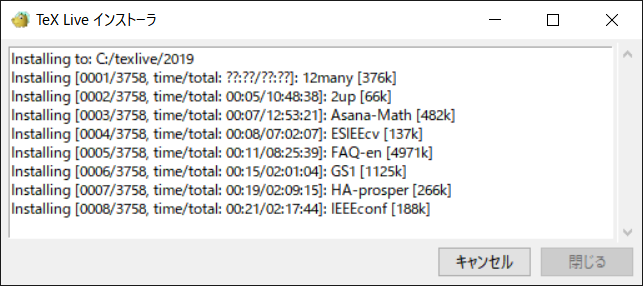 TeX Live インストーラ
Installing to: C:/texlive/2019
Installing [0001/3758, time/total: ??:??/??:??]: 12many [376k]
Installing [0002/3758, time/total: 00:05/10:48:38]: 2up [66k]
Installing [0003/3758, time/total: 00:07/12:53:21]: Asana-Math [482k]
Installing [0004/3758, time/total: 00:08/07:02:07]: ESIEEcv [137k]
Installing [0005/3758, time/total: 00:11/08:25:39]: FAQ-en [4971k]
Installing [0006/3758, time/total: 00:15/02:01:04]: GS1 [1125k]
Installing [0007/3758, time/total: 00:19/02:09:15]: HA-prosper [266k]
Installing [0008/3758, time/total: 00:21/02:17:44]: IEEEconf [188k]
キャンセル
閉じる